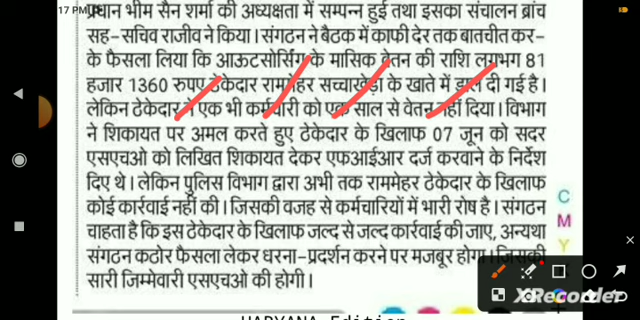 :17 PM
प्रधान भीम सैन शर्मा की अध्यक्षता में सम्पन्न हुई तथा इसका संचालन ब्रांच
सह-सचिव राजीव ने किया। संगठन ने बैठक में काफी देर तक बातचीत कर-
के फैसला लिया कि आऊटसोर्सिंग के मासिक वेतन की राशि लगभग 81
हजार 1360 रुपए ठेकेदार राममेहर सच्चाखेड़ा के खाते में डाल दी गई है।
लेकिन ठेकेदार ने एक भी कर्मचारी को एक साल से वेतन नहीं दिया। विभाग
ने शिकायत पर अमल करते हुए ठेकेदार के खिलाफ 07 जून को सदर
एसएचओ को लिखित शिकायत देकर एफआईआर दर्ज करवाने के निर्देश
दिए थे। लेकिन पुलिस विभाग द्वारा अभी तक राममेहर ठेकेदार के खिलाफ
कोई कार्रवाई नहीं की। जिसकी वजह से कर्मचारियों में भारी रोष है। संगठन
चाहता है कि इस ठेकेदार के खिलाफ जल्द से जल्द कार्रवाई की जाए, अन्यथा
संगठन कठोर फैसला लेकर धरना-प्रदर्शन करने पर मजबूर होगा। जिसकी
सारी जिम्मेवारी एसएचओ की होगी।
C
M
Y
XRecorder
HARYANA Edition